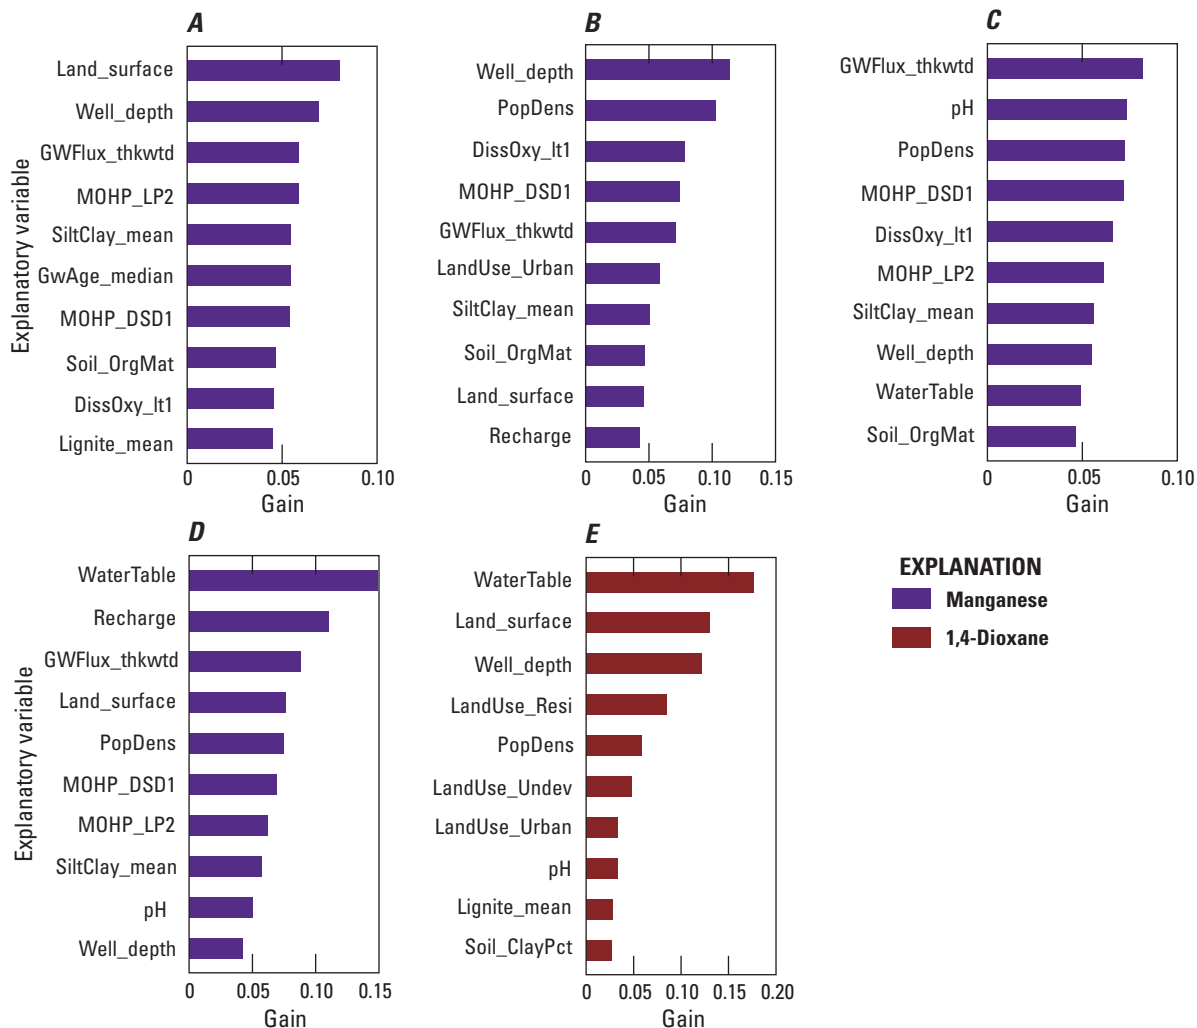 A
Explanatory variable
Land_surface
Well_depth
GWFlux_thkwtd
MOHP_LP2
SiltClay_mean
GwAge_median
MOHP_DSD1
Soil_OrgMat
DissOxy_lt1
Lignite_mean
0 0.05 0.10
Gain
B
Well_depth
PopDens
DissOxy_lt1
MOHP_DSD1
GWFlux_thkwtd
LandUse_Urban
SiltClay_mean
Soil_OrgMat
Land_surface
Recharge
0 0.05 0.10 0.15
Gain
C
GWFlux_thkwtd
pH
PopDens
MOHP_DSD1
DissOxy_lt1
MOHP_LP2
SiltClay_mean
Well_depth
WaterTable
Soil_OrgMat
0 0.05 0.10
Gain
D
Explanatory variable
WaterTable
Recharge
GWFlux_thkwtd
Land_surface
PopDens
MOHP_DSD1
MOHP_LP2
SiltClay_mean
pH
Well_depth
0 0.05 0.10 0.15
Gain
E
WaterTable
Land_surface
Well_depth
LandUse_Resi
PopDens
LandUse_Undev
LandUse_Urban
pH
Lignite_mean
Soil_ClayPct
0 0.05 0.10 0.15 0.20
Gain
EXPLANATION
Manganese
1,4-Dioxane